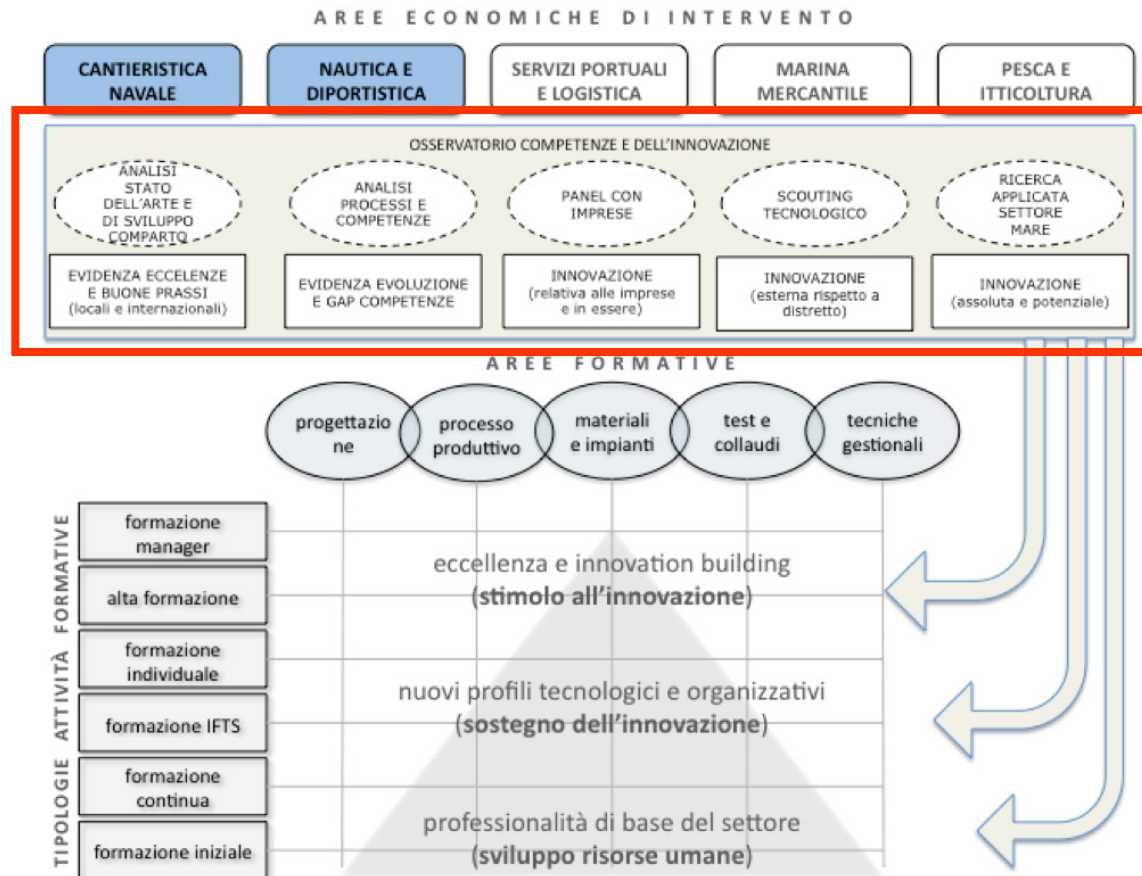 AREE ECONOMICHE DI INTERVENTO
CANTIERISTICA
NAVALE
NAUTICA E
DIPORTISTICA
SERVIZI PORTUALI
E LOGISTICA
MARINA
MERCANTILE
PESCA E
ITTICOLTURA
OSSERVATORIO COMPETENZE E DELL'INNOVAZIONE
ANALISI
STATO
DELL'ARTE E
DI SVILUPPO
COMPARTO
ANALISI
PROCESSI E
COMPETENZE
PANEL CON
IMPRESE
SCOUTING
TECNOLOGICO
RICERCA
APPLICATA
SETTORE
MARE
EVIDENZA ECCELENZE
E BUONE PRASSI
(locali e internazionali)
EVIDENZA EVOLUZIONE
E GAP COMPETENZE
INNOVAZIONE
(relativa alle imprese
e in essere)
INNOVAZIONE
(esterna rispetto a
distretto)
INNOVAZIONE
(assoluta e potenziale)
AREE FORMATIVE
progettazio
ne
processo
produttivo
materiali
e impianti
test e
collaudi
tecniche
gestionali
TIPOLOGIE ATTIVITÀ FORMATIVE
formazione
manager
alta formazione
formazione
individuale
formazione IFTS
formazione
continua
formazione iniziale
eccellenza e innovation building
(stimolo all'innovazione)
nuovi profili tecnologici e organizzativi
(sostegno dell'innovazione)
professionalità di base del settore
(sviluppo risorse umane)